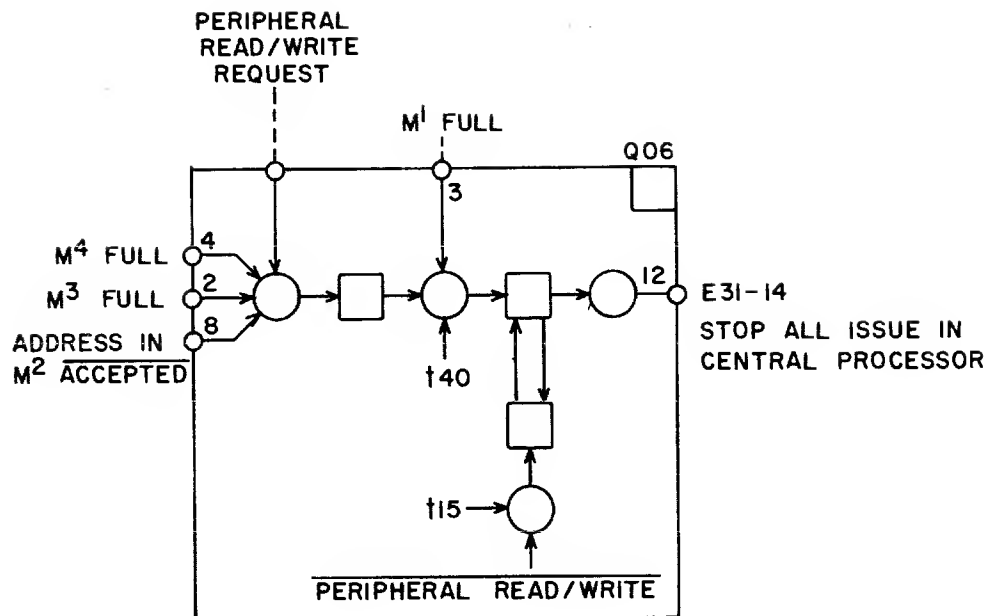 PERIPHERAL
READ/WRITE
REQUEST
M¹ FULL
Q06
3
4
M⁴ FULL
2
M³ FULL
8
ADDRESS IN
M² ACCEPTED
12
E31-14
STOP ALL ISSUE IN
CENTRAL PROCESSOR
t40
t15
PERIPHERAL READ/WRITE